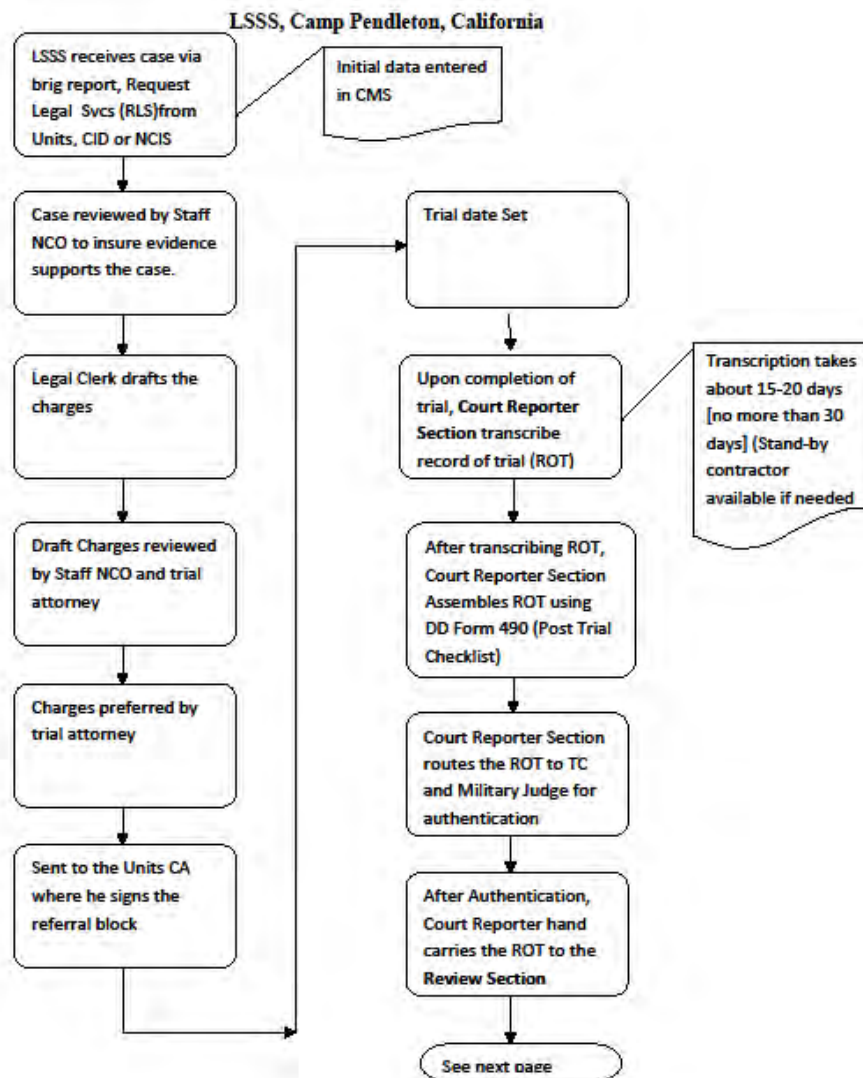 LSSS, Camp Pendleton, California
LSSS receives case via
brig report, Request
Legal Svcs (RLS)from
Units, CID or NCIS
Initial data entered
in CMS
Case reviewed by Staff
NCO to insure evidence
supports the case.
Legal Clerk drafts the
charges
Draft Charges reviewed
by Staff NCO and trial
attorney
Charges preferred by
trial attorney
Sent to the Units CA
where he signs the
referral block
Trial date Set
Upon completion of
trial, Court Reporter
Section transcribe
record of trial (ROT)
Transcription takes
about 15-20 days
[no more than 30
days] (Stand-by
contractor
available if needed
After transcribing ROT,
Court Reporter Section
Assembles ROT using
DD Form 490 (Post Trial
Checklist)
Court Reporter Section
routes the ROT to TC
and Military Judge for
authentication
After Authentication,
Court Reporter hand
carries the ROT to the
Review Section
See next page